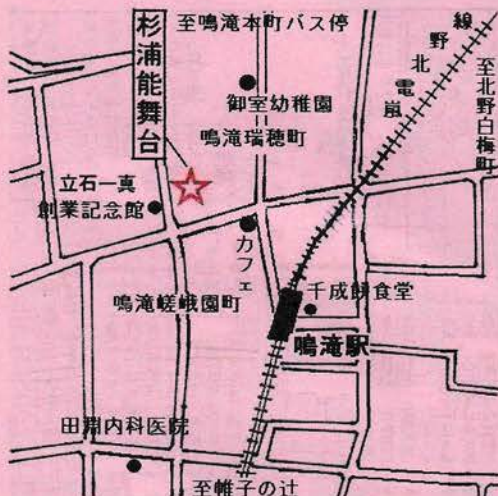 杉浦能舞台
至鳴滝本町バス停
嵐電北野線
至北野白梅町
御室幼稚園
鳴滝瑞穂町
立石一真
創業記念館
カフェ
鳴滝嵯峨園町
千成餅食堂
鳴滝駅
田淵内科医院
至帷子の辻